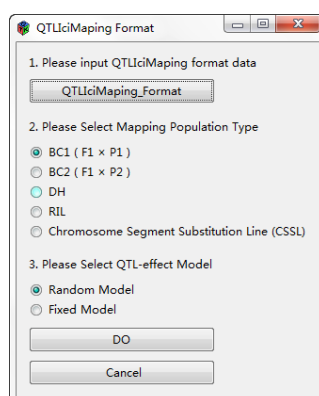 QTLIciMaping Format
1. Please input QTLIciMaping format data
QTLIciMaping_Format
2. Please Select Mapping Population Type
BC1 ( F1 × P1 )
BC2 ( F1 × P2 )
DH
RIL
Chromosome Segment Substitution Line (CSSL)
3. Please Select QTL-effect Model
Random Model
Fixed Model
DO
Cancel